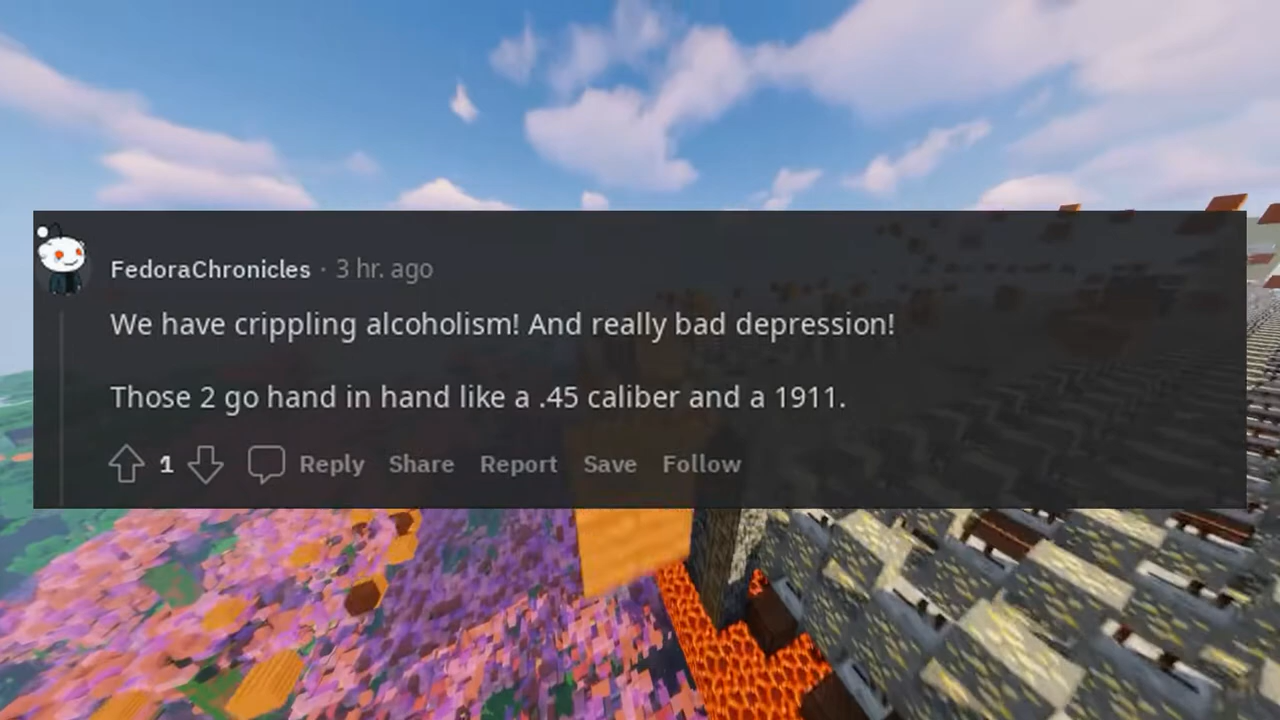 FedoraChronicles · 3 hr. ago
We have crippling alcoholism! And really bad depression!
Those 2 go hand in hand like a .45 caliber and a 1911.
1 Reply Share Report Save Follow